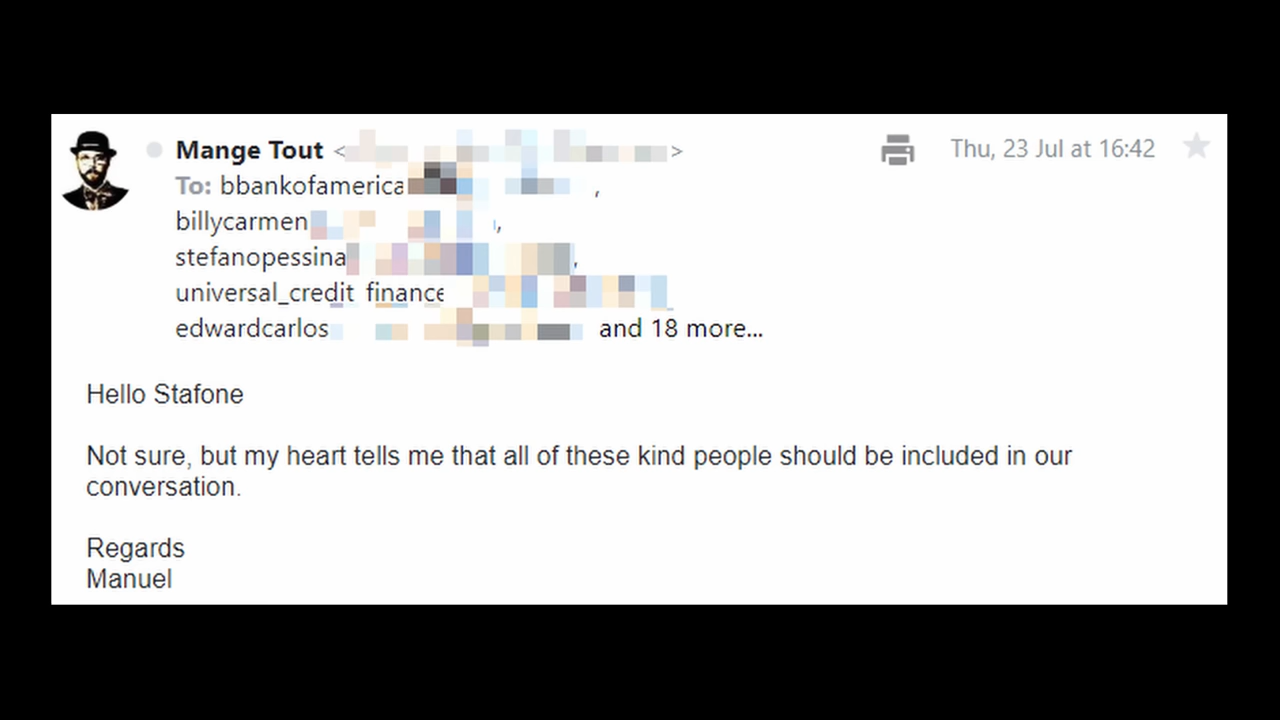 Mange Tout < >
Thu, 23 Jul at 16:42
To: bbankofamerica ,
billycarmen ,
stefanopessina ,
universal_credit finance
edwardcarlos and 18 more...
Hello Stafone
Not sure, but my heart tells me that all of these kind people should be included in our
conversation.
Regards
Manuel